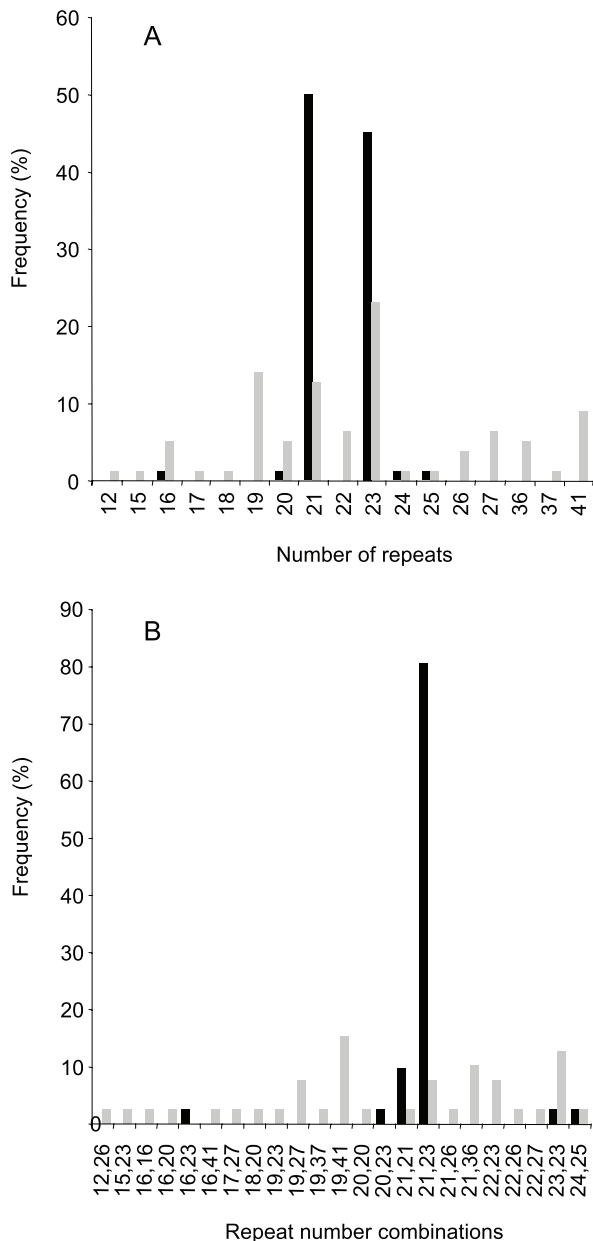 A
Frequency (%)
60
50
40
30
20
10
0
12 15 16 17 18 19 20 21 22 23 24 25 26 27 36 37 41
Number of repeats
B
Frequency (%)
90
80
70
60
50
40
30
20
10
0
12,26 15,23 16,16 16,20 16,23 16,41 17,27 18,20 19,23 19,27 19,37 19,41 20,20 20,23 21,21 21,23 21,26 21,36 22,23 22,26 22,27 23,23 24,25
Repeat number combinations